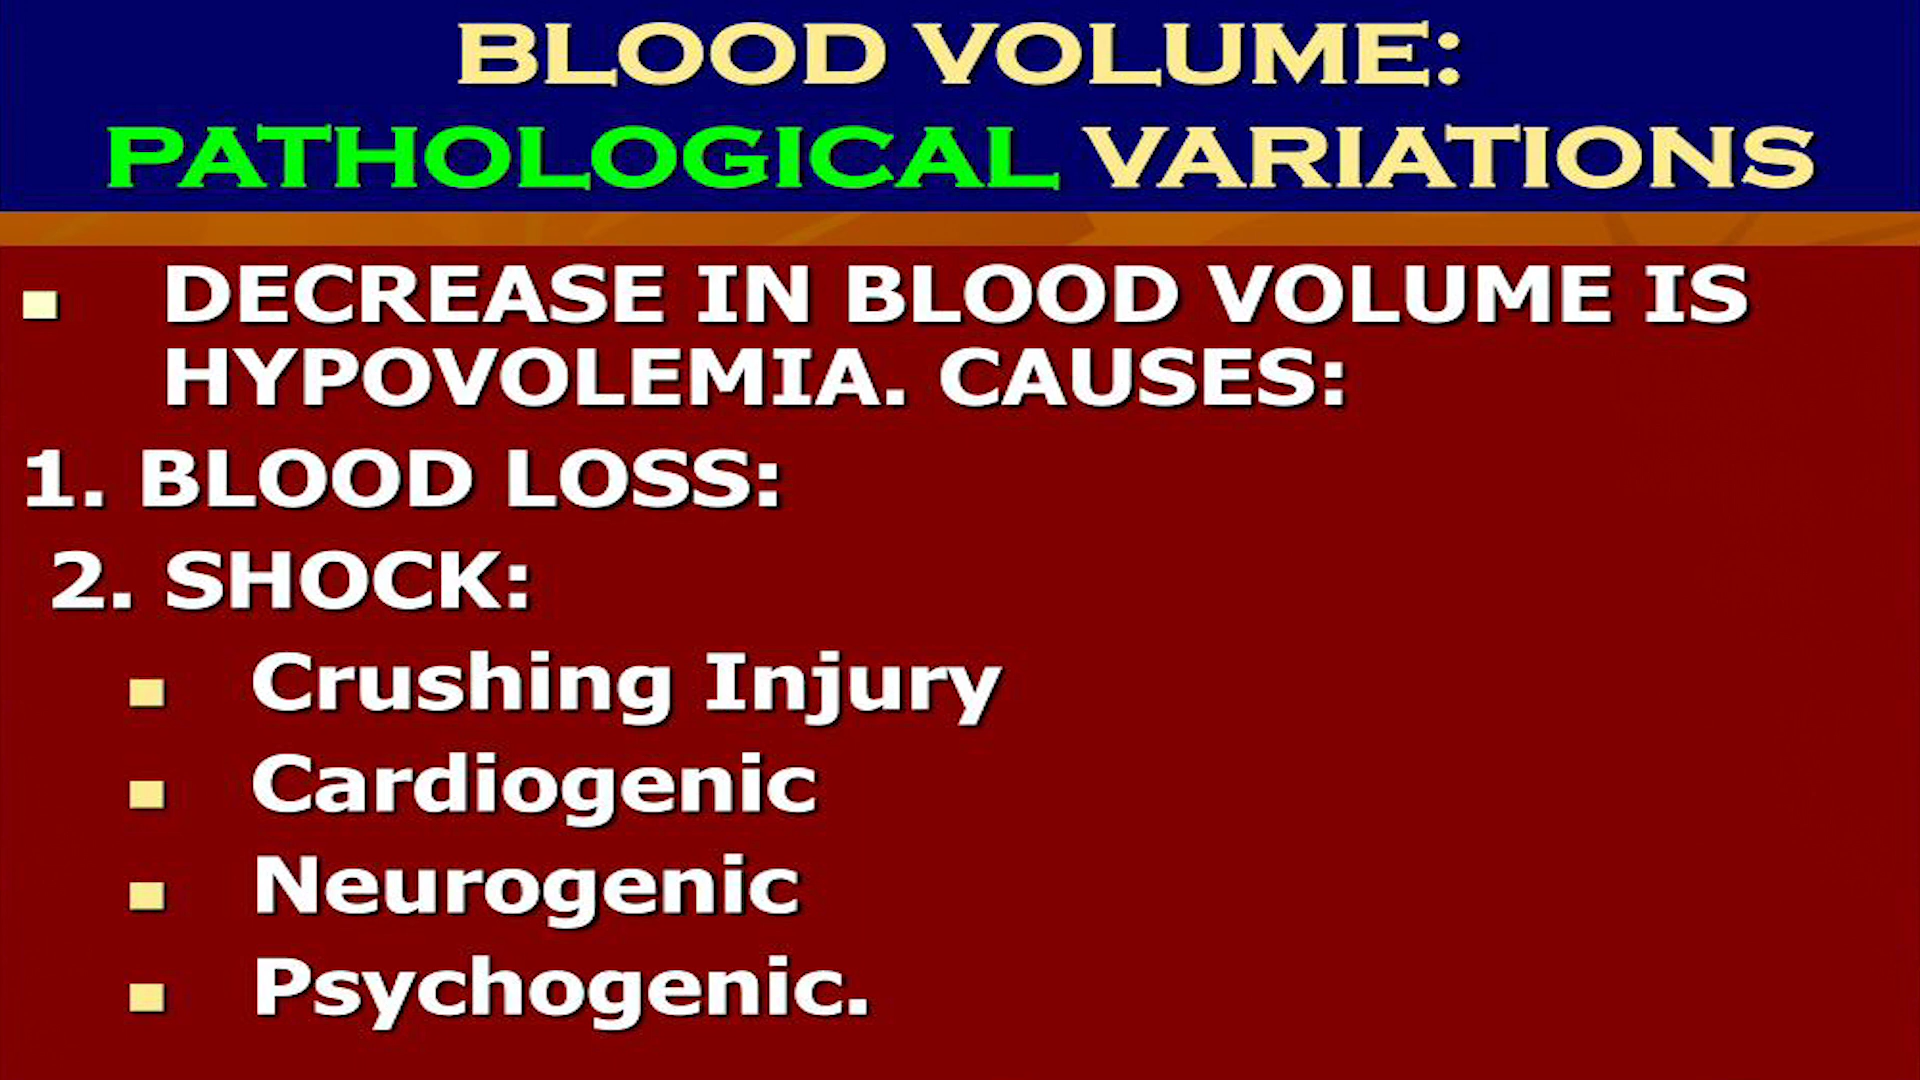 BLOOD VOLUME:
PATHOLOGICAL VARIATIONS
DECREASE IN BLOOD VOLUME IS
HYPOVOLEMIA. CAUSES:
1. BLOOD LOSS:
2. SHOCK:
Crushing Injury
Cardiogenic
Neurogenic
Psychogenic.